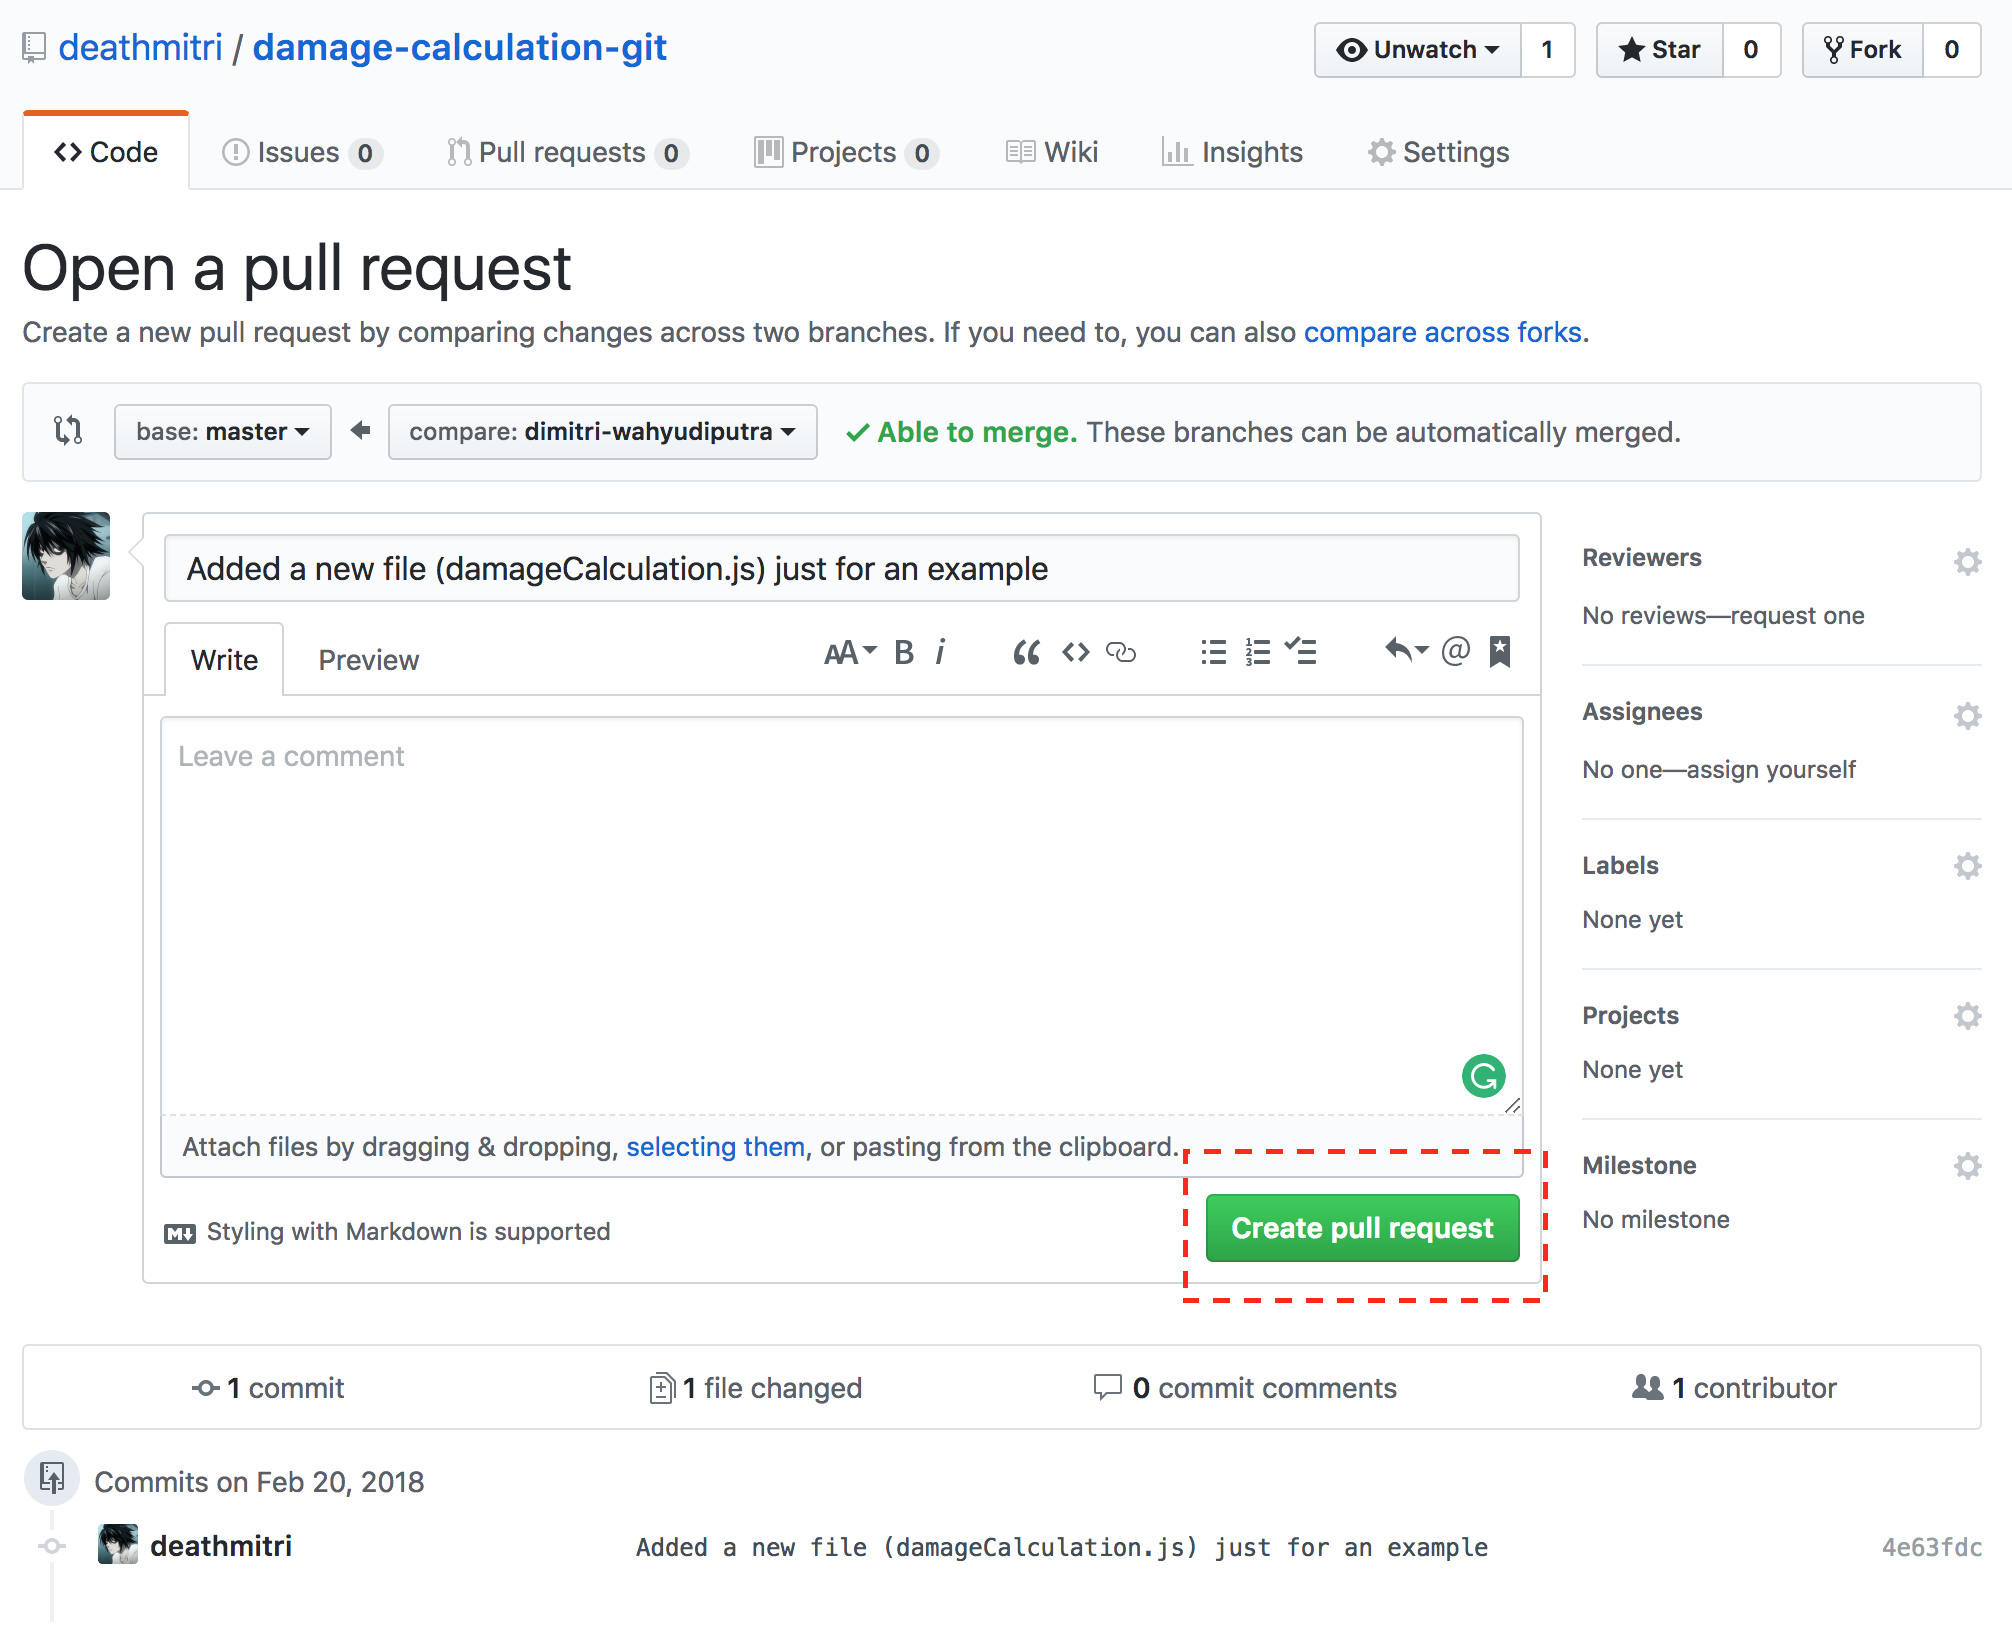 deathmitri / damage-calculation-git
Unwatch 1 Star 0 Fork 0
Code Issues 0 Pull requests 0 Projects 0 Wiki Insights Settings
Open a pull request
Create a new pull request by comparing changes across two branches. If you need to, you can also compare across forks.
base: master compare: dimitri-wahyudiputra Able to merge. These branches can be automatically merged.
Added a new file (damageCalculation.js) just for an example
Write Preview AA B i @
Leave a comment
Attach files by dragging & dropping, selecting them, or pasting from the clipboard.
Styling with Markdown is supported
Create pull request
Reviewers
No reviews—request one
Assignees
No one—assign yourself
Labels
None yet
Projects
None yet
Milestone
No milestone
1 commit 1 file changed 0 commit comments 1 contributor
Commits on Feb 20, 2018
deathmitri Added a new file (damageCalculation.js) just for an example 4e63fdc